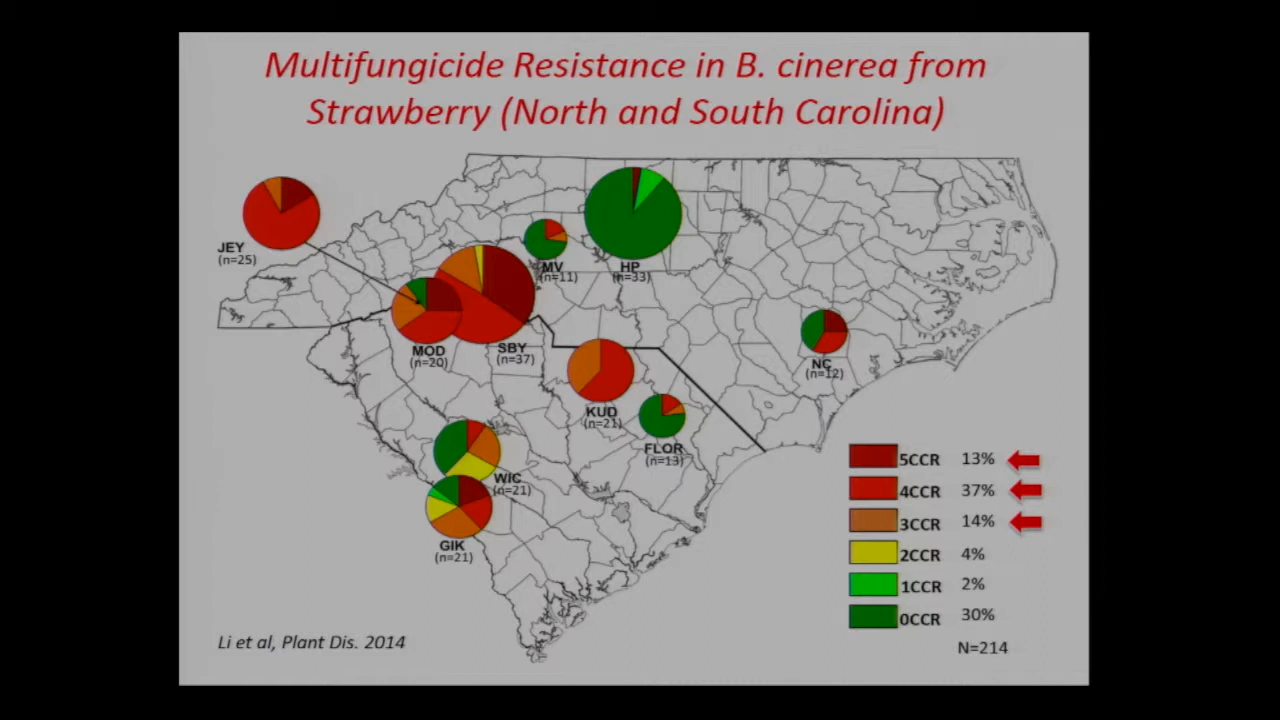 Multifungicide Resistance in B. cinerea from
Strawberry (North and South Carolina)
JEY
(n=25)
MV
(n=11)
HP
(n=33)
MOD
(n=20)
SBY
(n=37)
NC
(n=12)
KUD
(n=21)
FLOR
(n=13)
WIC
(n=21)
GIK
(n=21)
5CCR 13%
4CCR 37%
3CCR 14%
2CCR 4%
1CCR 2%
0CCR 30%
N=214
Li et al, Plant Dis. 2014